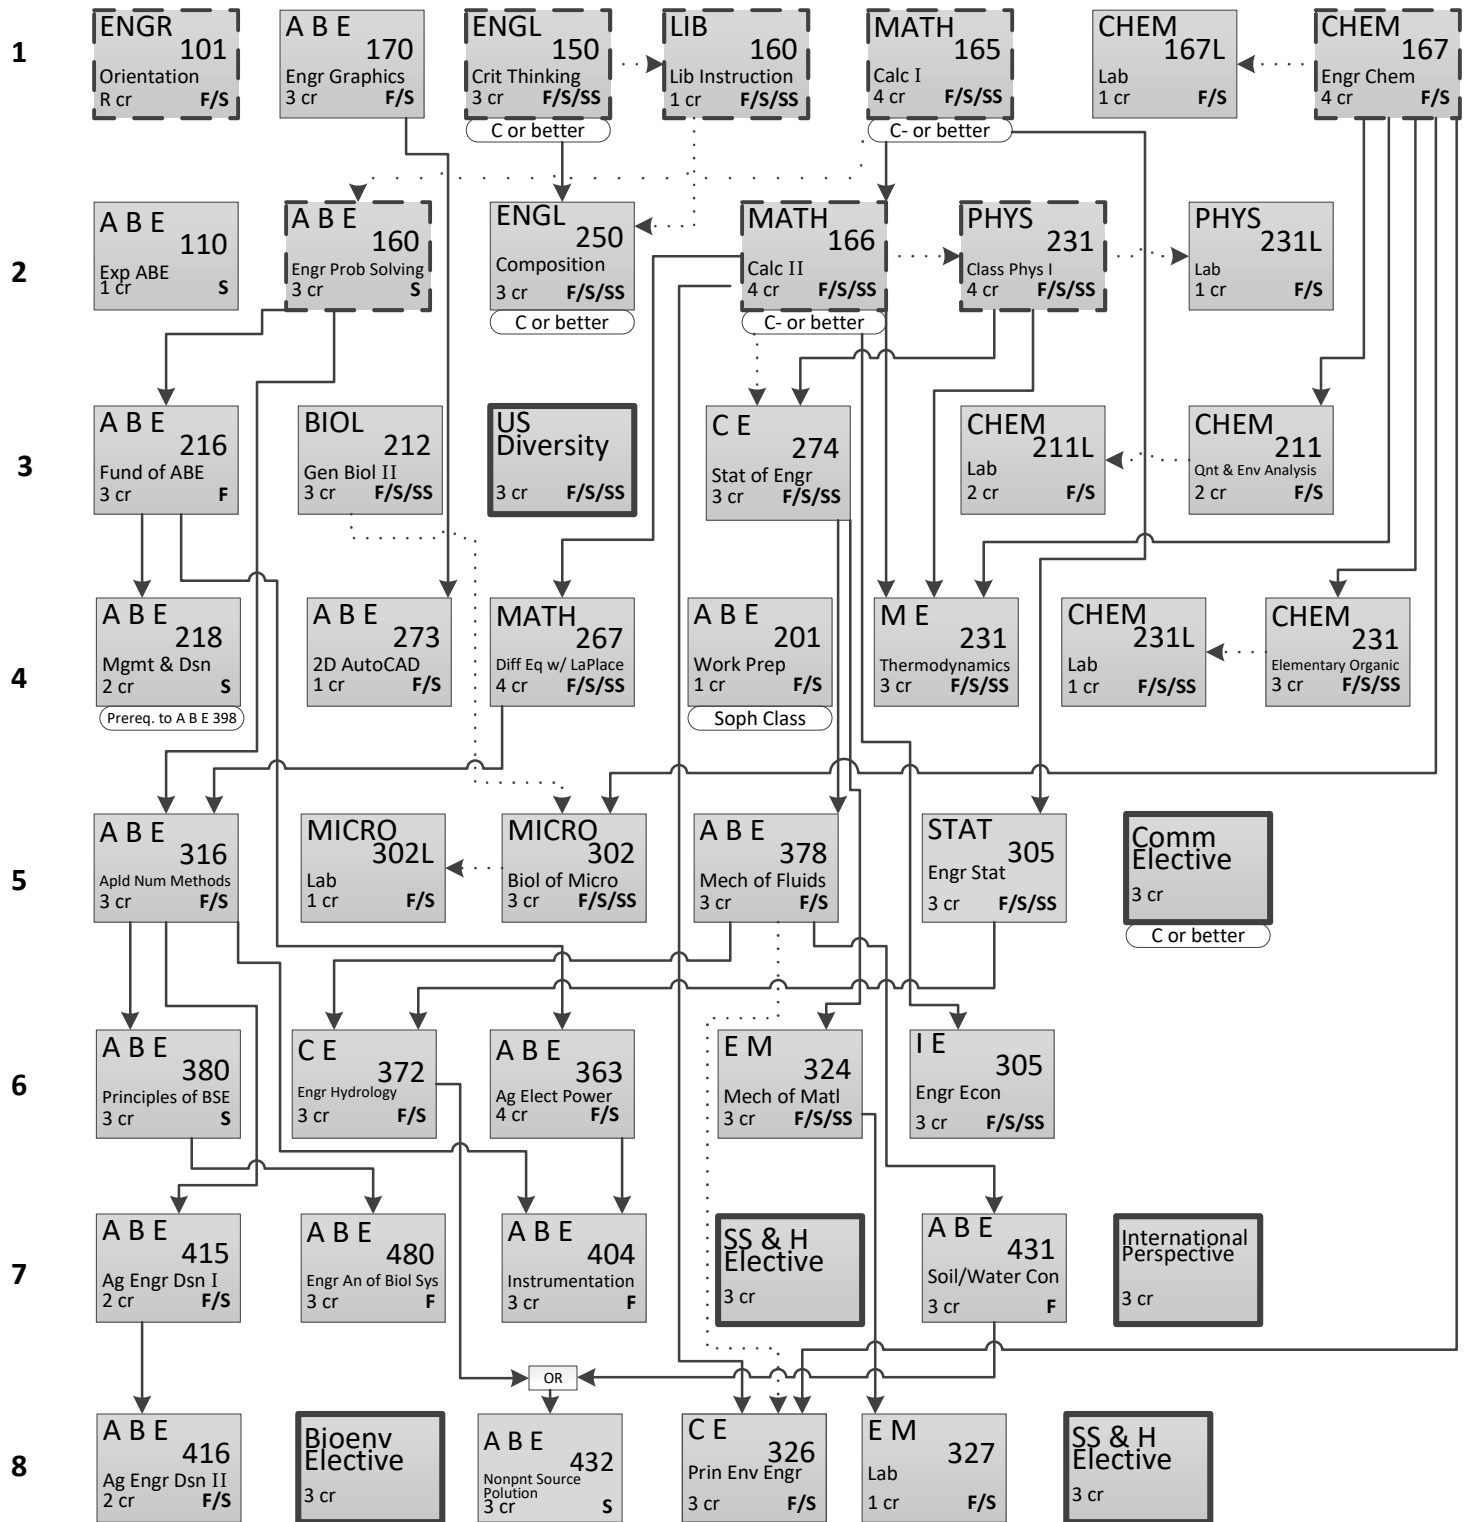 1
ENGR
101
Orientation
R cr F/S
A B E
170
Engr Graphics
3 cr F/S
ENGL
150
Crit Thinking
3 cr F/S/SS
C or better
LIB
160
Lib Instruction
1 cr F/S/SS
MATH
165
Calc I
4 cr F/S/SS
C- or better
CHEM
167L
Lab
1 cr F/S
CHEM
167
Engr Chem
4 cr F/S
2
A B E
110
Exp ABE
1 cr S
A B E
160
Engr Prob Solving
3 cr S
ENGL
250
Composition
3 cr F/S/SS
C or better
MATH
166
Calc II
4 cr F/S/SS
C- or better
PHYS
231
Class Phys I
4 cr F/S/SS
PHYS
231L
Lab
1 cr F/S
3
A B E
216
Fund of ABE
3 cr F
BIOL
212
Gen Biol II
3 cr F/S/SS
US
Diversity
3 cr F/S/SS
C E
274
Stat of Engr
3 cr F/S/SS
CHEM
211L
Lab
2 cr F/S
CHEM
211
Qnt & Env Analysis
2 cr F/S
4
A B E
218
Mgmt & Dsn
2 cr S
Prereq. to A B E 398
A B E
273
2D AutoCAD
1 cr F/S
MATH
267
Diff Eq w/ LaPlace
4 cr F/S/SS
A B E
201
Work Prep
1 cr F/S
Soph Class
M E
231
Thermodynamics
3 cr F/S/SS
CHEM
231L
Lab
1 cr F/S/SS
CHEM
231
Elementary Organic
3 cr F/S/SS
5
A B E
316
Apld Num Methods
3 cr F/S
MICRO
302L
Lab
1 cr F/S
MICRO
302
Biol of Micro
3 cr F/S/SS
A B E
378
Mech of Fluids
3 cr F/S
STAT
305
Engr Stat
3 cr F/S/SS
Comm
Elective
3 cr
C or better
6
A B E
380
Principles of BSE
3 cr S
C E
372
Engr Hydrology
3 cr F/S
A B E
363
Ag Elect Power
4 cr F/S
E M
324
Mech of Matl
3 cr F/S/SS
I E
305
Engr Econ
3 cr F/S/SS
7
A B E
415
Ag Engr Dsn I
2 cr F/S
A B E
480
Engr An of Biol Sys
3 cr F
A B E
404
Instrumentation
3 cr F
SS & H
Elective
3 cr
A B E
431
Soil/Water Con
3 cr F
International
Perspective
3 cr
OR
8
A B E
416
Ag Engr Dsn II
2 cr F/S
Bioenv
Elective
3 cr
A B E
432
Nonpnt Source
Polution
3 cr S
C E
326
Prin Env Engr
3 cr F/S
E M
327
Lab
1 cr F/S
SS & H
Elective
3 cr